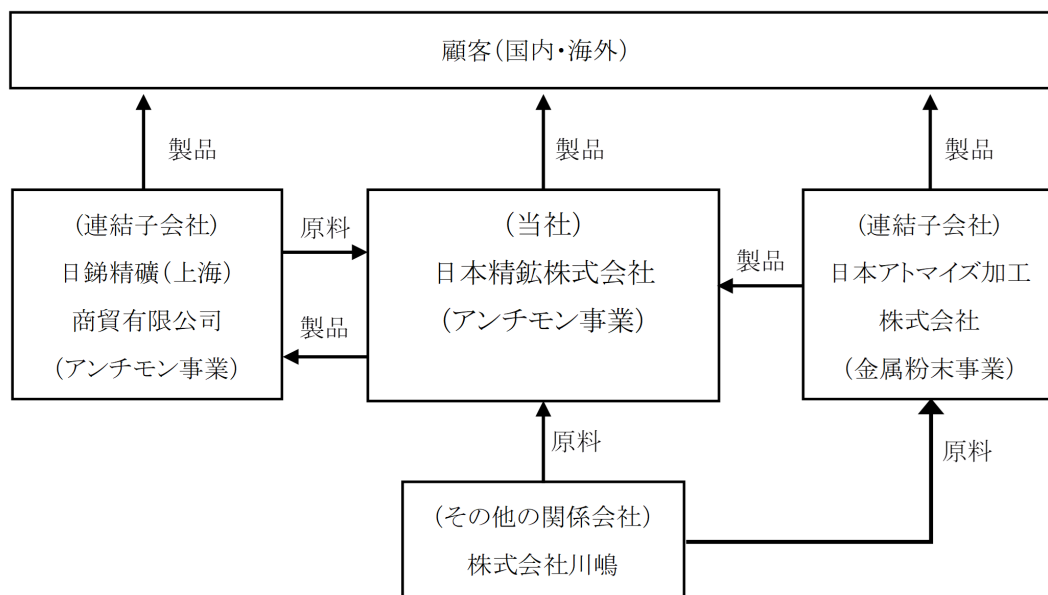 顧客(国内・海外)
製品
製品
製品
(連結子会社)
日銻精礦(上海)
商貿有限公司
(アンチモン事業)
原料
製品
(当社)
日本精鉱株式会社
(アンチモン事業)
製品
(連結子会社)
日本アトマイズ加工
株式会社
(金属粉末事業)
原料
原料
(その他の関係会社)
株式会社川嶋